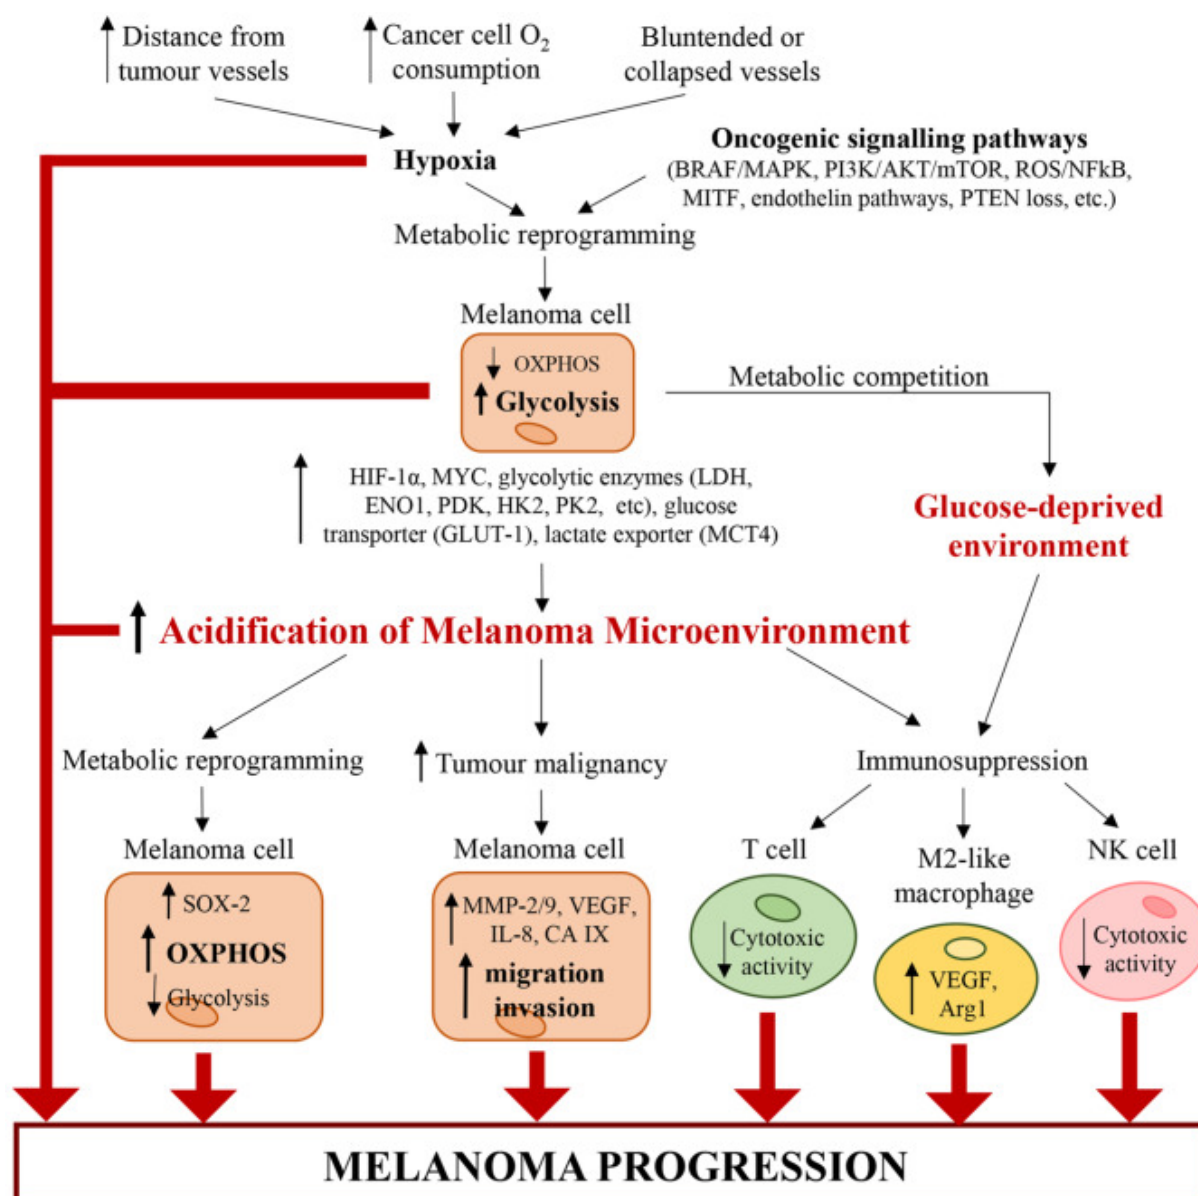 Distance from
tumour vessels
Cancer cell O₂
consumption
Bluntended or
collapsed vessels
Hypoxia
Oncogenic signalling pathways
(BRAF/MAPK, PI3K/AKT/mTOR, ROS/NFkB,
MITF, endothelin pathways, PTEN loss, etc.)
Metabolic reprogramming
Melanoma cell
OXPHOS
Glycolysis
Metabolic competition
HIF-1α, MYC, glycolytic enzymes (LDH,
ENO1, PDK, HK2, PK2, etc), glucose
transporter (GLUT-1), lactate exporter (MCT4)
Glucose-deprived
environment
Acidification of Melanoma Microenvironment
Metabolic reprogramming
Tumour malignancy
Immunosuppression
Melanoma cell
SOX-2
OXPHOS
Glycolysis
Melanoma cell
MMP-2/9, VEGF,
IL-8, CA IX
migration
invasion
T cell
Cytotoxic
activity
M2-like
macrophage
VEGF,
Arg1
NK cell
Cytotoxic
activity
MELANOMA PROGRESSION